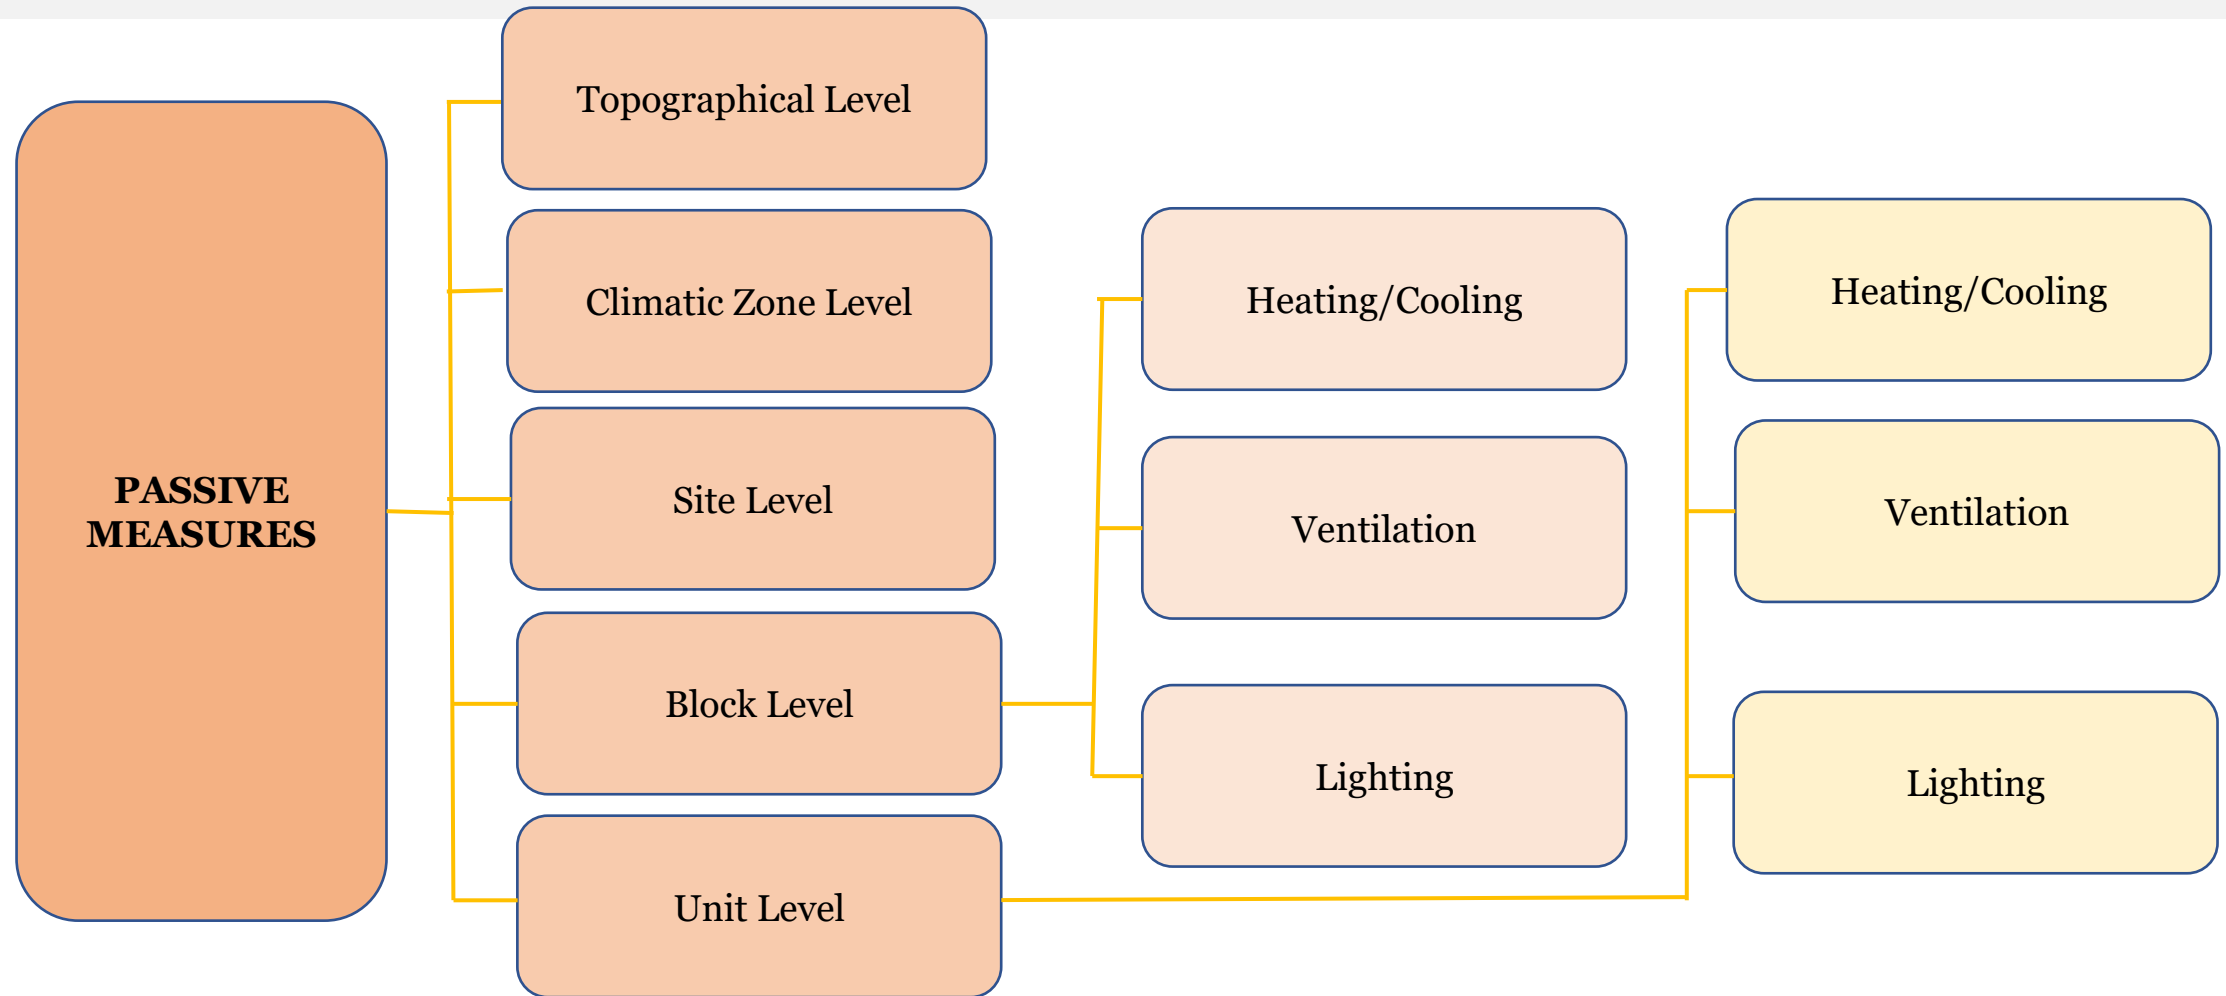 PASSIVE
MEASURES
Topographical Level
Climatic Zone Level
Site Level
Block Level
Unit Level
Heating/Cooling
Ventilation
Lighting
Heating/Cooling
Ventilation
Lighting